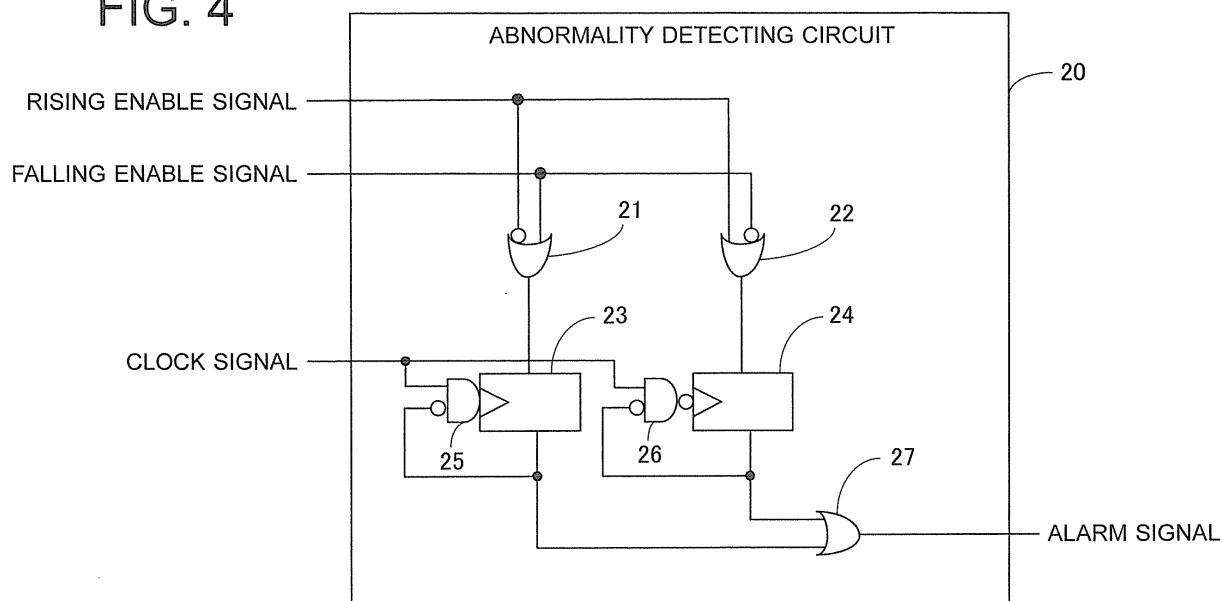 FIG. 4
ABNORMALITY DETECTING CIRCUIT
20
RISING ENABLE SIGNAL
FALLING ENABLE SIGNAL
21
22
23
24
CLOCK SIGNAL
25
26
27
ALARM SIGNAL